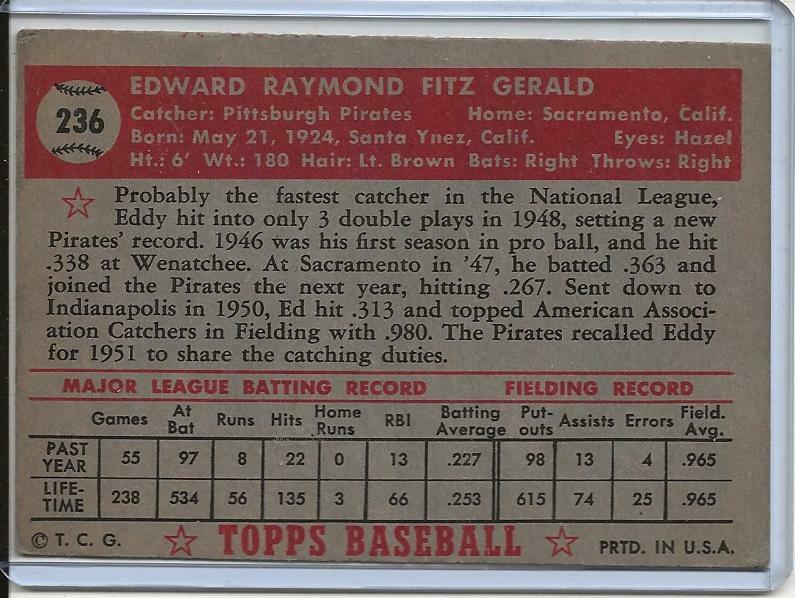 236
EDWARD RAYMOND FITZ GERALD
Catcher: Pittsburgh Pirates Home: Sacramento, Calif.
Born: May 21, 1924, Santa Ynez, Calif. Eyes: Hazel
Ht.: 6' Wt.: 180 Hair: Lt. Brown Bats: Right Throws: Right
Probably the fastest catcher in the National League,
Eddy hit into only 3 double plays in 1948, setting a new
Pirates' record. 1946 was his first season in pro ball, and he hit
.338 at Wenatchee. At Sacramento in '47, he batted .363 and
joined the Pirates the next year, hitting .267. Sent down to
Indianapolis in 1950, Ed hit .313 and topped American Associ-
ation Catchers in Fielding with .980. The Pirates recalled Eddy
for 1951 to share the catching duties.
MAJOR LEAGUE BATTING RECORD FIELDING RECORD
Games At Bat Runs Hits Home Runs RBI Batting Average Put-outs Assists Errors Field. Avg.
PAST YEAR 55 97 8 22 0 13 .227 98 13 4 .965
LIFE-TIME 238 534 56 135 3 66 .253 615 74 25 .965
© T. C. G. TOPPS BASEBALL PRTD. IN U.S.A.